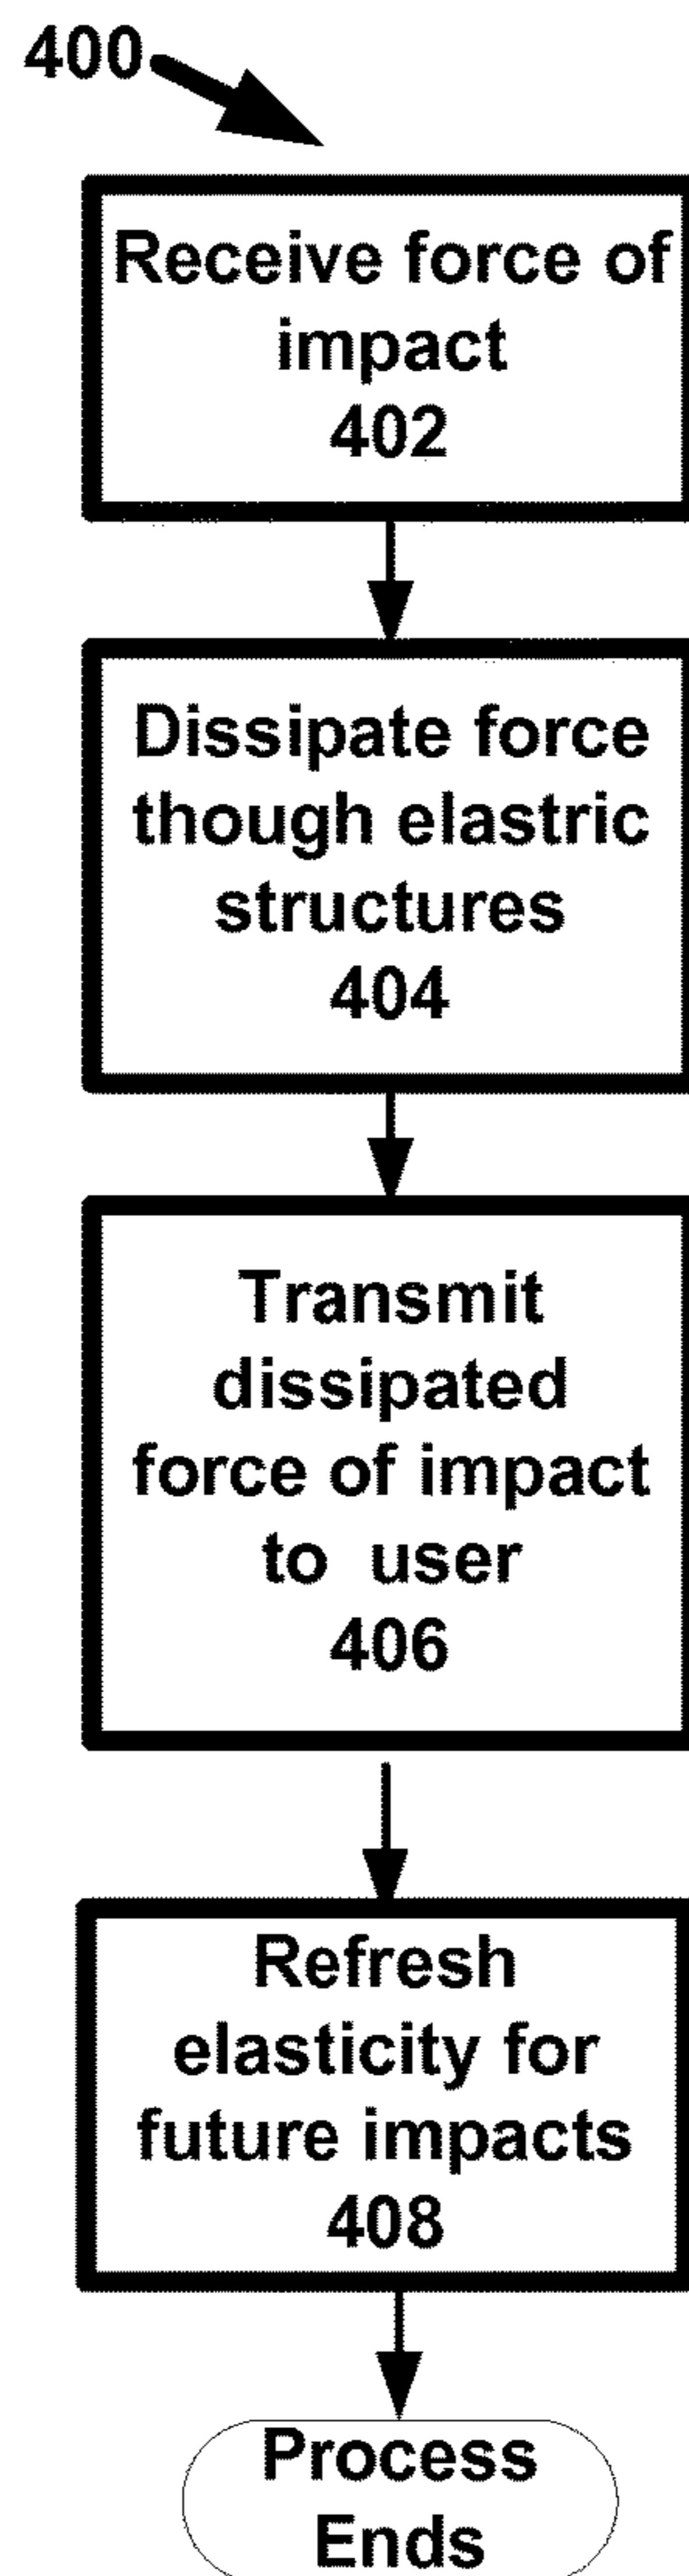 400
Receive force of
impact
402
Dissipate force
though elastric
structures
404
Transmit
dissipated
force of impact
to user
406
Refresh
elasticity for
future impacts
408
Process
Ends